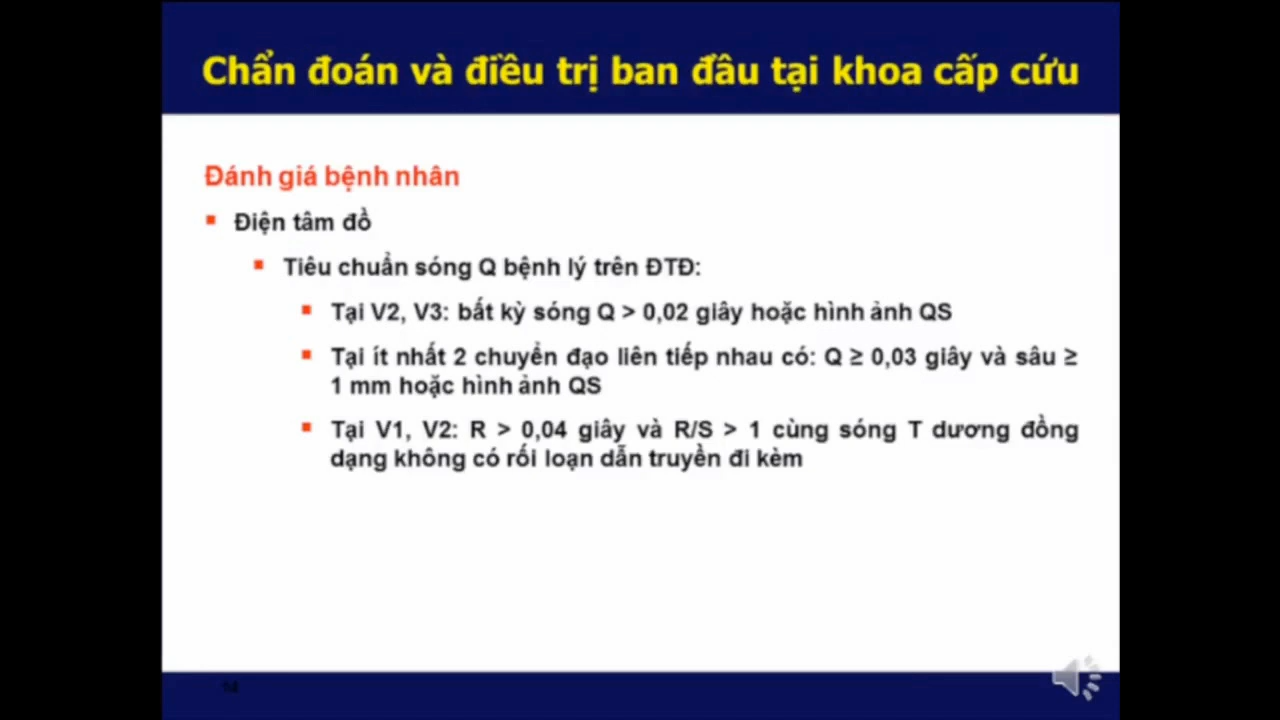 Chẩn đoán và điều trị ban đầu tại khoa cấp cứu
Đánh giá bệnh nhân
Điện tâm đồ
Tiêu chuẩn sóng Q bệnh lý trên ĐTĐ:
Tại V2, V3: bất kỳ sóng Q > 0,02 giây hoặc hình ảnh QS
Tại ít nhất 2 chuyển đạo liên tiếp nhau có: Q ≥ 0,03 giây và sâu ≥
1 mm hoặc hình ảnh QS
Tại V1, V2: R > 0,04 giây và R/S > 1 cùng sóng T dương đồng
dạng không có rối loạn dẫn truyền đi kèm
14